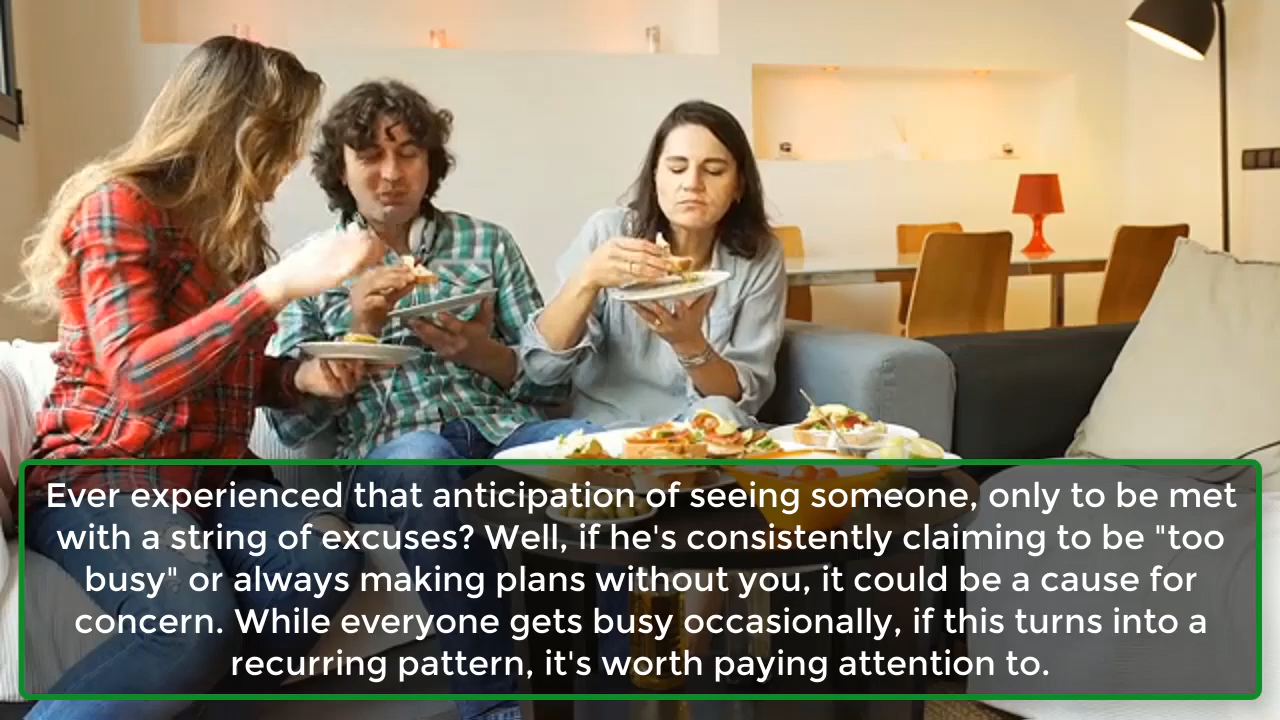 Ever experienced that anticipation of seeing someone, only to be met
with a string of excuses? Well, if he's consistently claiming to be "too
busy" or always making plans without you, it could be a cause for
concern. While everyone gets busy occasionally, if this turns into a
recurring pattern, it's worth paying attention to.